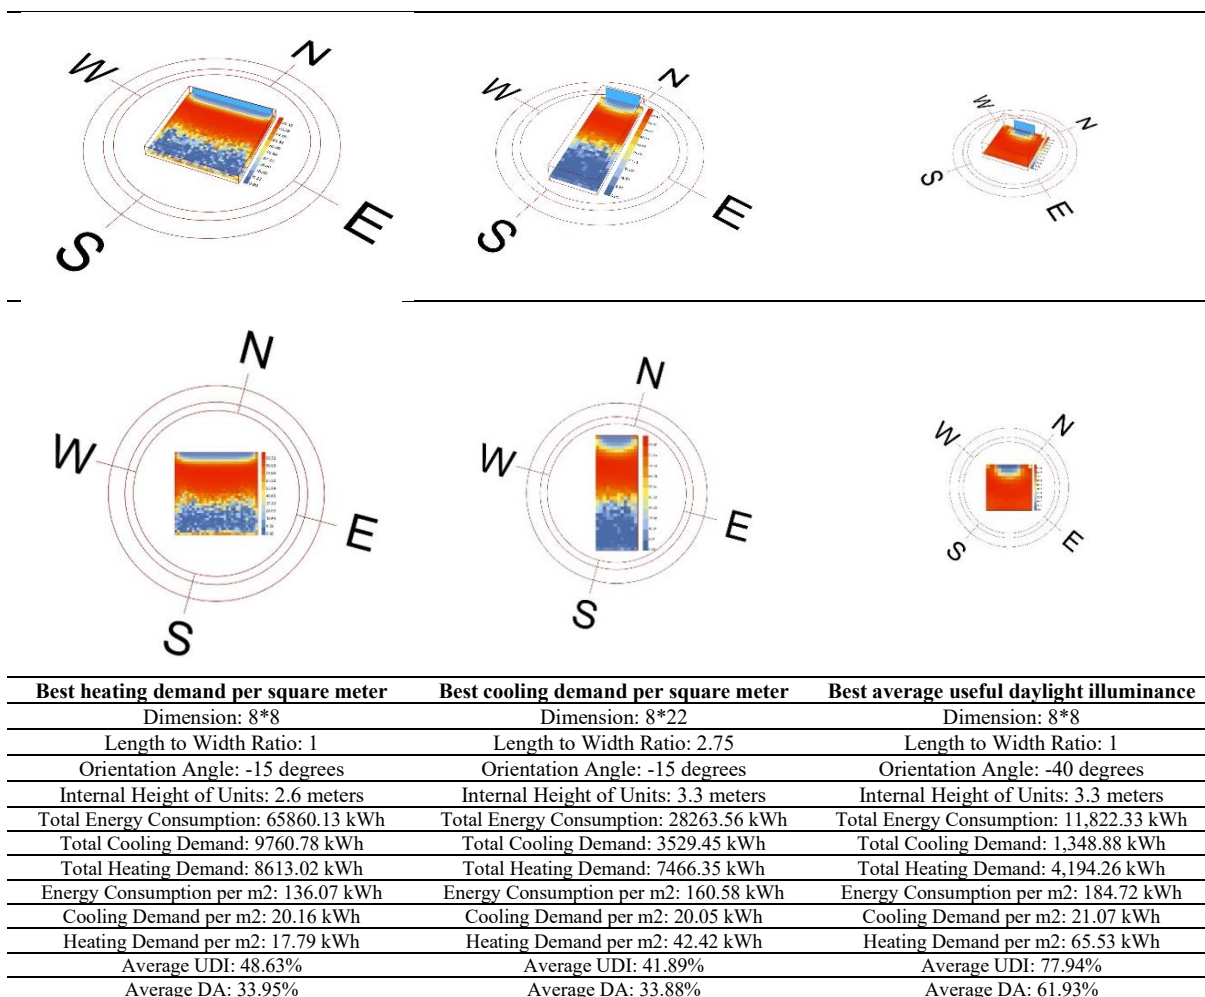 W N S E
W N S E
W N S E
N W E S
N W E S
N W E S
Best heating demand per square meter Best cooling demand per square meter Best average useful daylight illuminance
Dimension: 8*8 Dimension: 8*22 Dimension: 8*8
Length to Width Ratio: 1 Length to Width Ratio: 2.75 Length to Width Ratio: 1
Orientation Angle: -15 degrees Orientation Angle: -15 degrees Orientation Angle: -40 degrees
Internal Height of Units: 2.6 meters Internal Height of Units: 3.3 meters Internal Height of Units: 3.3 meters
Total Energy Consumption: 65860.13 kWh Total Energy Consumption: 28263.56 kWh Total Energy Consumption: 11,822.33 kWh
Total Cooling Demand: 9760.78 kWh Total Cooling Demand: 3529.45 kWh Total Cooling Demand: 1,348.88 kWh
Total Heating Demand: 8613.02 kWh Total Heating Demand: 7466.35 kWh Total Heating Demand: 4,194.26 kWh
Energy Consumption per m2: 136.07 kWh Energy Consumption per m2: 160.58 kWh Energy Consumption per m2: 184.72 kWh
Cooling Demand per m2: 20.16 kWh Cooling Demand per m2: 20.05 kWh Cooling Demand per m2: 21.07 kWh
Heating Demand per m2: 17.79 kWh Heating Demand per m2: 42.42 kWh Heating Demand per m2: 65.53 kWh
Average UDI: 48.63% Average UDI: 41.89% Average UDI: 77.94%
Average DA: 33.95% Average DA: 33.88% Average DA: 61.93%